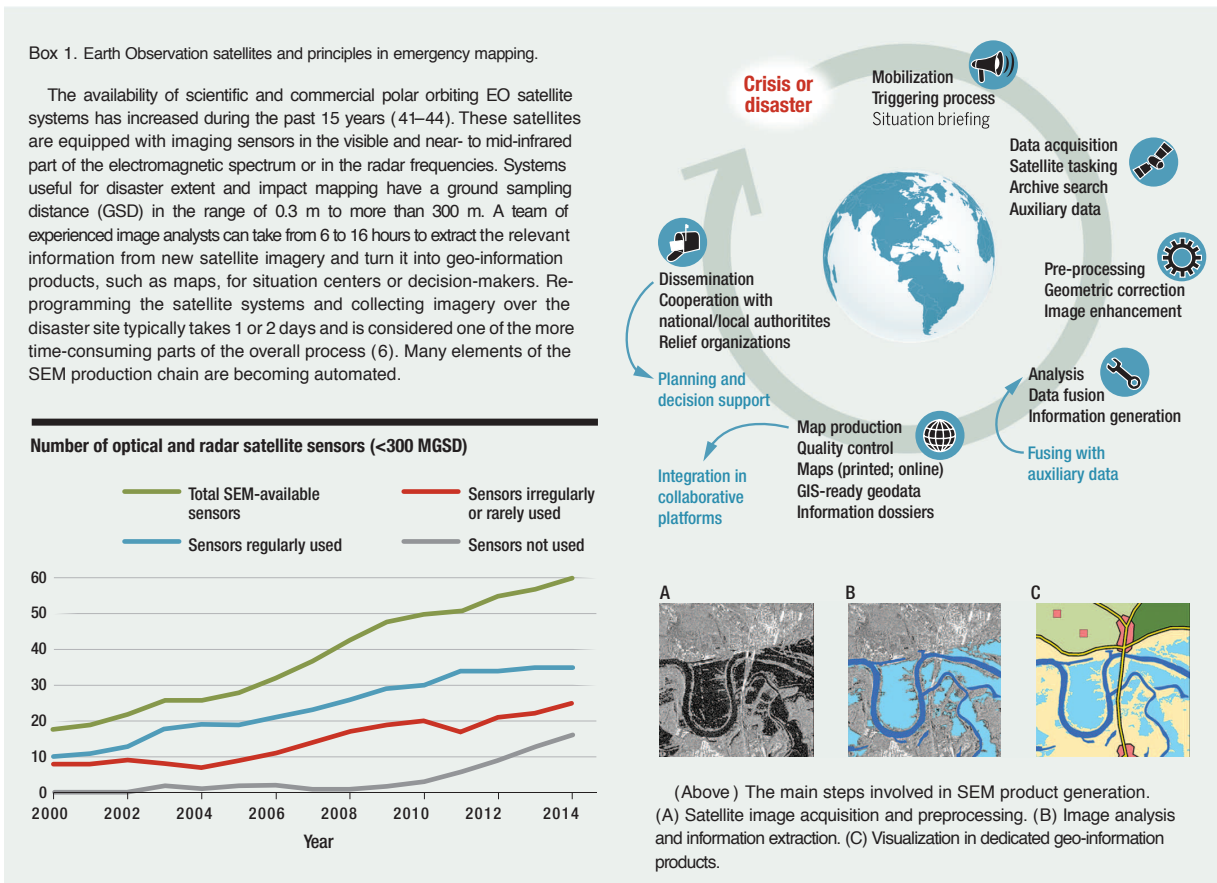 Box 1. Earth Observation satellites and principles in emergency mapping.
The availability of scientific and commercial polar orbiting EO satellite
systems has increased during the past 15 years (41–44). These satellites
are equipped with imaging sensors in the visible and near- to mid-infrared
part of the electromagnetic spectrum or in the radar frequencies. Systems
useful for disaster extent and impact mapping have a ground sampling
distance (GSD) in the range of 0.3 m to more than 300 m. A team of
experienced image analysts can take from 6 to 16 hours to extract the relevant
information from new satellite imagery and turn it into geo-information
products, such as maps, for situation centers or decision-makers. Re-
programming the satellite systems and collecting imagery over the
disaster site typically takes 1 or 2 days and is considered one of the more
time-consuming parts of the overall process (6). Many elements of the
SEM production chain are becoming automated.
Number of optical and radar satellite sensors (<300 MGSD)
Total SEM-available
sensors
Sensors irregularly
or rarely used
Sensors regularly used
Sensors not used
60
50
40
30
20
10
0
2000
2002
2004
2006
2008
2010
2012
2014
Year
Crisis or
disaster
Mobilization
Triggering process
Situation briefing
Data acquisition
Satellite tasking
Archive search
Auxiliary data
Pre-processing
Geometric correction
Image enhancement
Analysis
Data fusion
Information generation
Fusing with
auxiliary data
Map production
Quality control
Maps (printed; online)
GIS-ready geodata
Information dossiers
Integration in
collaborative
platforms
Dissemination
Cooperation with
national/local authoritites
Relief organizations
Planning and
decision support
A
B
C
(Above) The main steps involved in SEM product generation.
(A) Satellite image acquisition and preprocessing. (B) Image analysis
and information extraction. (C) Visualization in dedicated geo-information
products.